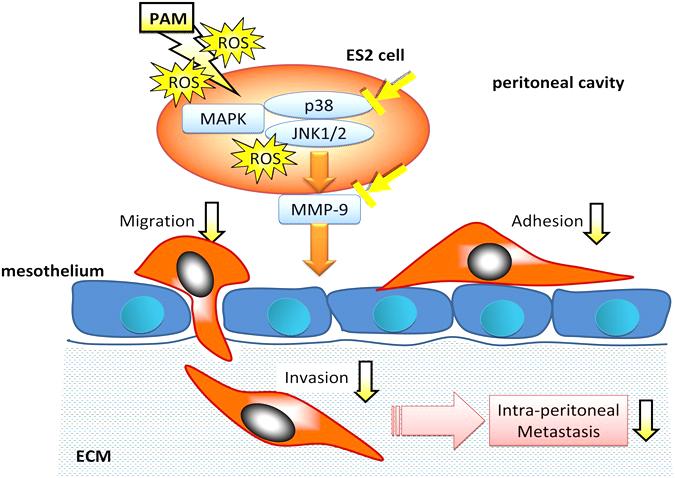 PAM
ROS
ROS
ES2 cell
peritoneal cavity
p38
MAPK
JNK1/2
ROS
MMP-9
Migration
Adhesion
mesothelium
Invasion
Intra-peritoneal
Metastasis
ECM